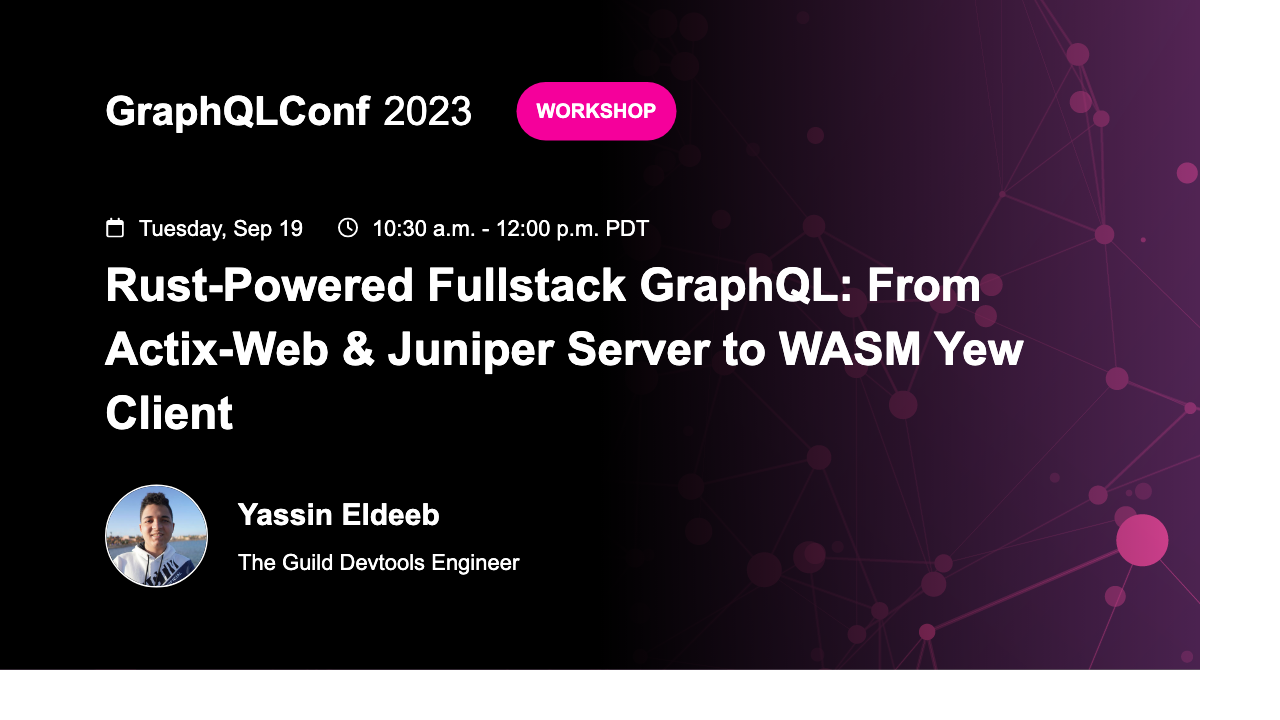 GraphQLConf 2023 WORKSHOP
Tuesday, Sep 19 10:30 a.m. - 12:00 p.m. PDT
Rust-Powered Fullstack GraphQL: From
Actix-Web & Juniper Server to WASM Yew
Client
Yassin Eldeeb
The Guild Devtools Engineer